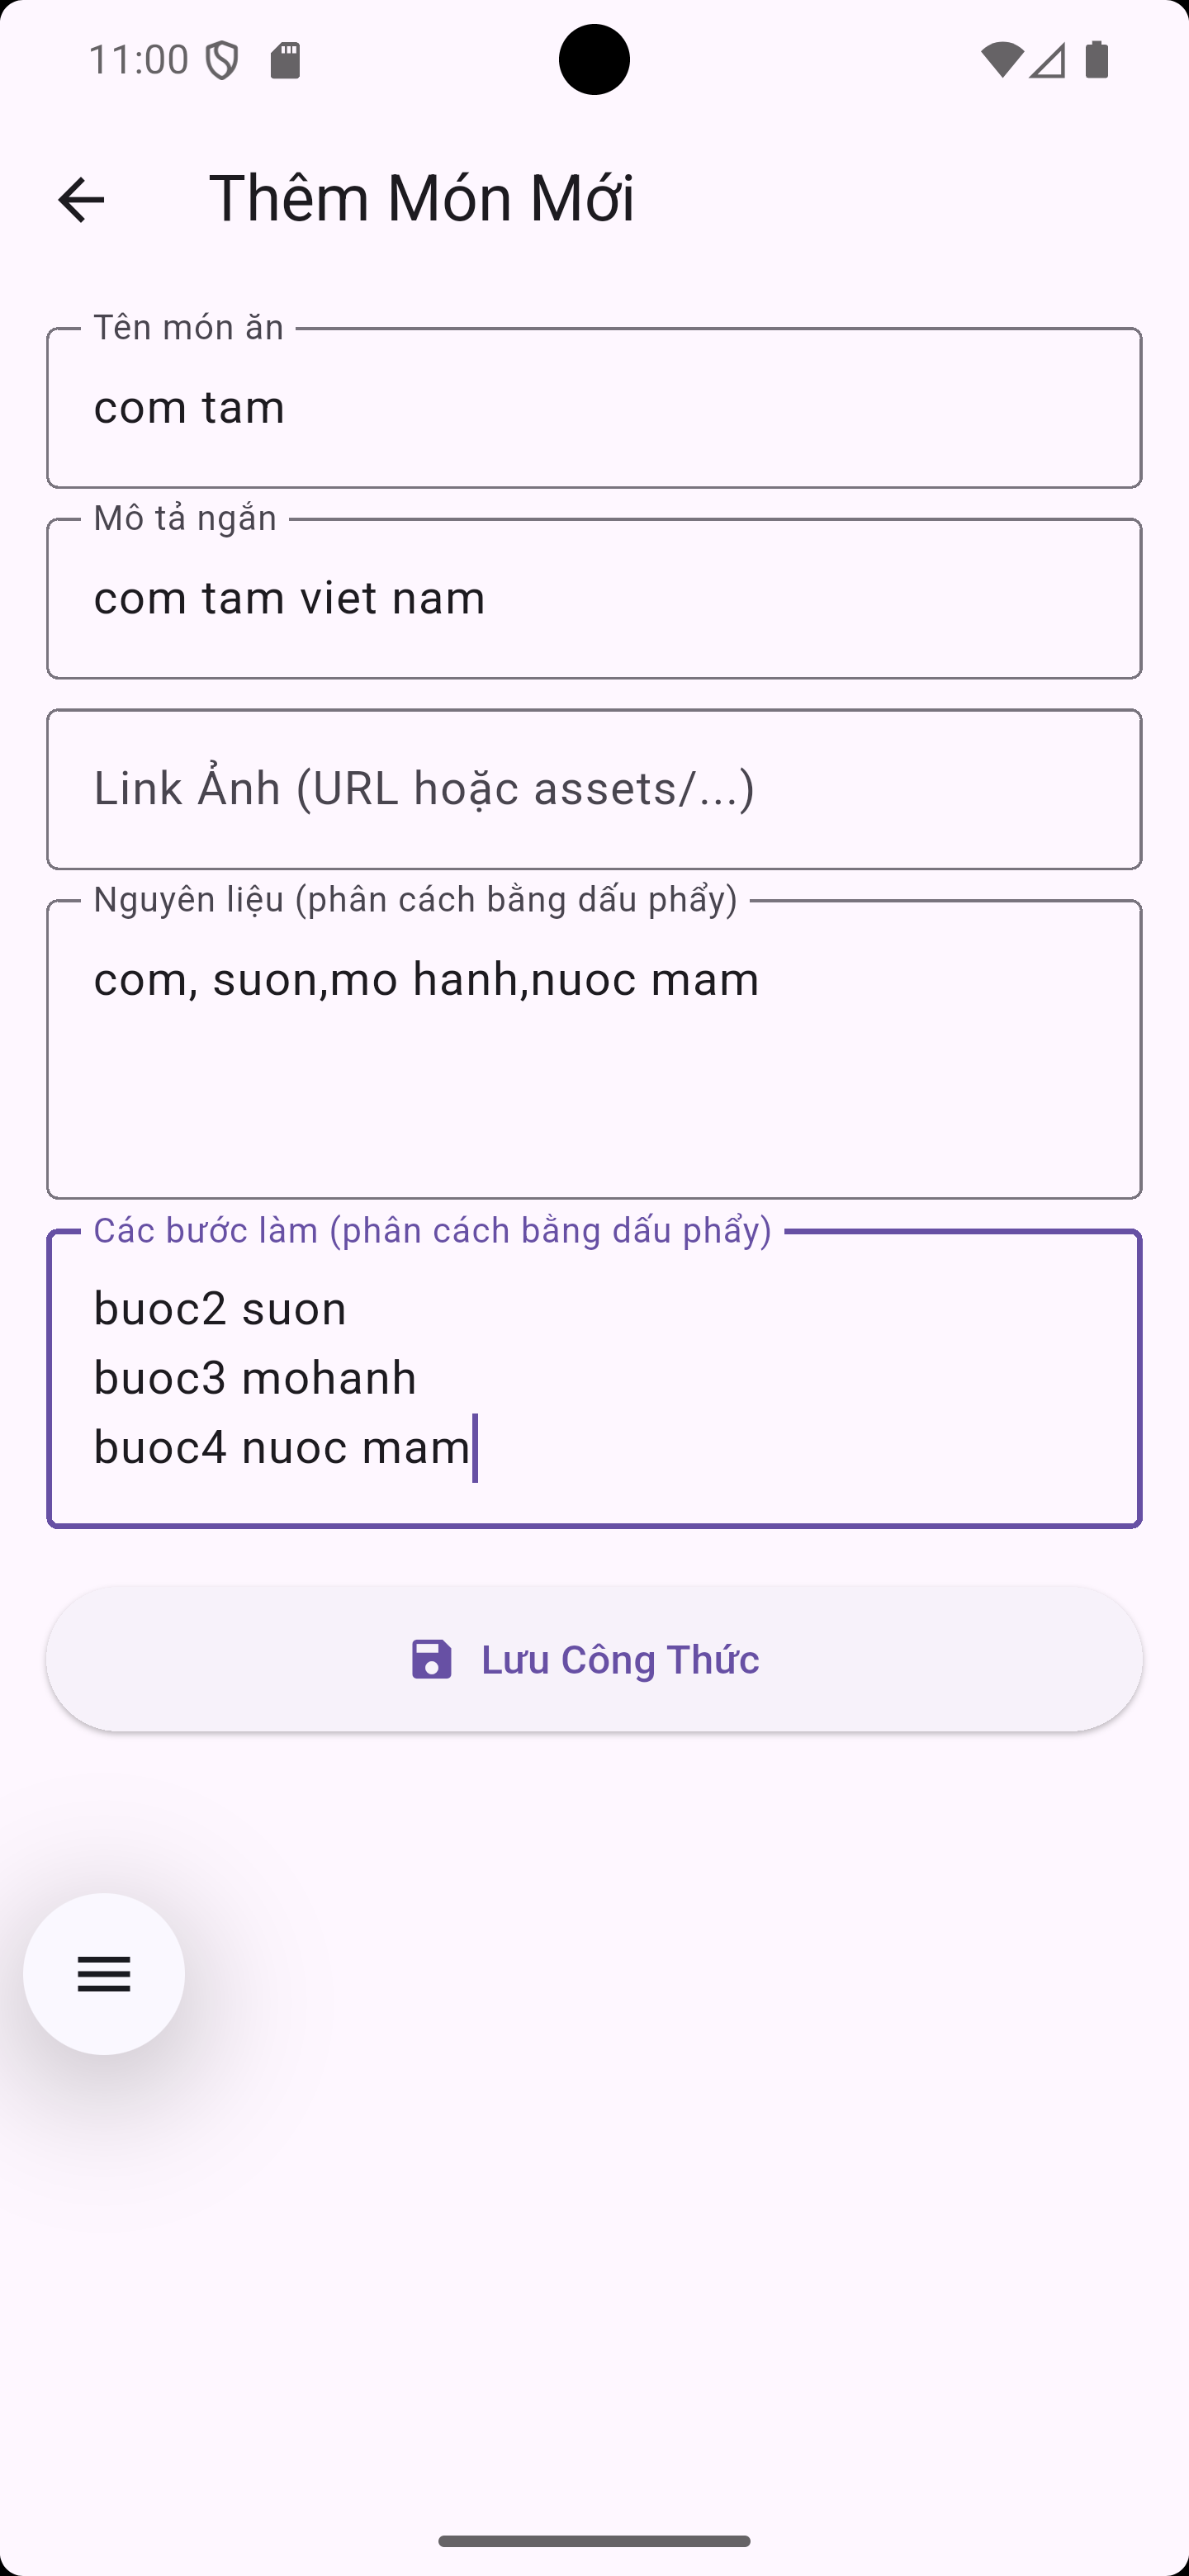 11:00
Thêm Món Mới
Tên món ăn
com tam
Mô tả ngắn
com tam viet nam
Link Ảnh (URL hoặc assets/...)
Nguyên liệu (phân cách bằng dấu phẩy)
com, suon,mo hanh,nuoc mam
Các bước làm (phân cách bằng dấu phẩy)
buoc2 suon
buoc3 mohanh
buoc4 nuoc mam
Lưu Công Thức